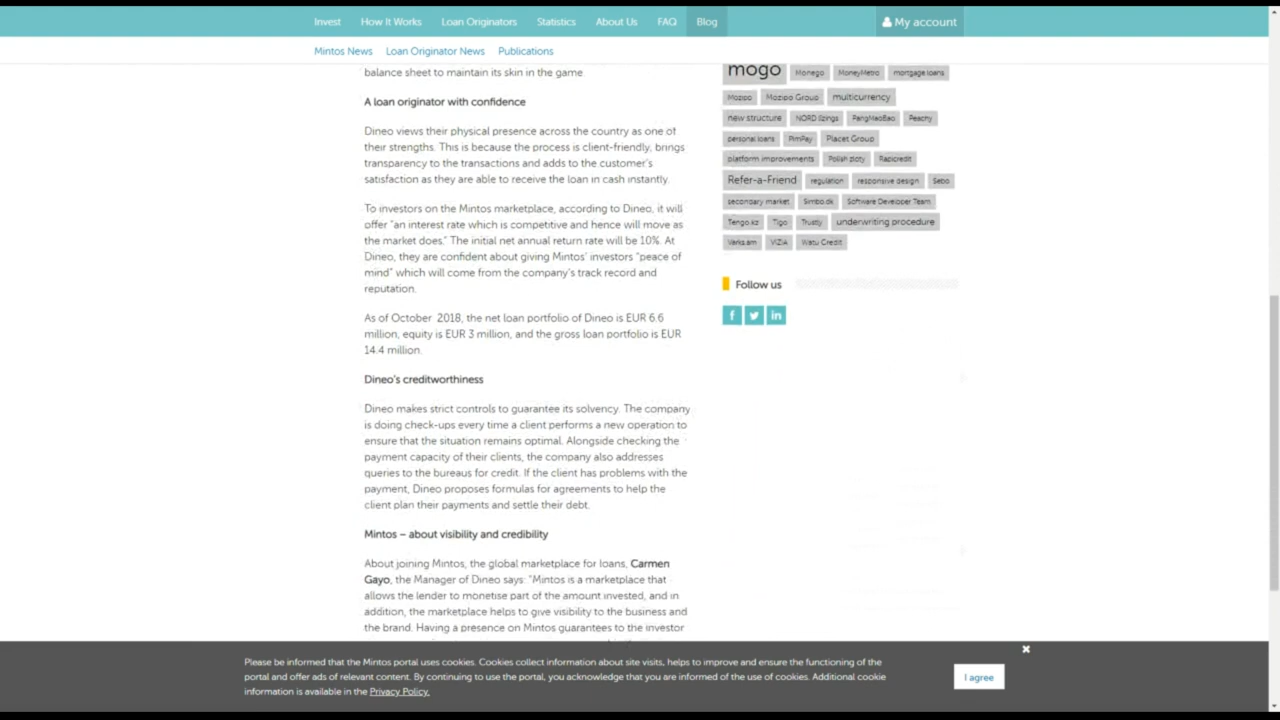 Invest How It Works Loan Originators Statistics About Us FAQ Blog My account
Mintos News Loan Originator News Publications
balance sheet to maintain its skin in the game.
A loan originator with confidence
Dineo views their physical presence across the country as one of
their strengths. This is because the process is client-friendly, brings
transparency to the transactions and adds to the customer's
satisfaction as they are able to receive the loan in cash instantly.
To investors on the Mintos marketplace, according to Dineo, it will
offer "an interest rate which is competitive and hence will move as
the market does." The initial net annual return rate will be 10%. At
Dineo, they are confident about giving Mintos' investors "peace of
mind" which will come from the company's track record and
reputation.
As of October 2018, the net loan portfolio of Dineo is EUR 6.6
million, equity is EUR 3 million, and the gross loan portfolio is EUR
14.4 million.
Dineo's creditworthiness
Dineo makes strict controls to guarantee its solvency. The company
is doing check-ups every time a client performs a new operation to
ensure that the situation remains optimal. Alongside checking the
payment capacity of their clients, the company also addresses
queries to the bureaus for credit. If the client has problems with the
payment, Dineo proposes formulas for agreements to help the
client plan their payments and settle their debt.
Mintos – about visibility and credibility
About joining Mintos, the global marketplace for loans, Carmen
Gayo, the Manager of Dineo says: "Mintos is a marketplace that
allows the lender to monetise part of the amount invested, and in
addition, the marketplace helps to give visibility to the business and
the brand. Having a presence on Mintos guarantees to the investor
mogo Monego MoneyMetro mortgage loans
Mozipo Mozipo Group multicurrency
new structure NORD līzings PangMaoBao Peachy
personal loans PimPay Placet Group
platform improvements Polish zloty Rapicredit
Refer-a-Friend regulation responsive design Sebo
secondary market Simbo.dk Software Developer Team
Tengo.kz Tigo Trustly underwriting procedure
Varks.am VIZIA Watu Credit
Follow us
f in
Please be informed that the Mintos portal uses cookies. Cookies collect information about site visits, helps to improve and ensure the functioning of the
portal and offer ads of relevant content. By continuing to use the portal, you acknowledge that you are informed of the use of cookies. Additional cookie
information is available in the Privacy Policy.
I agree